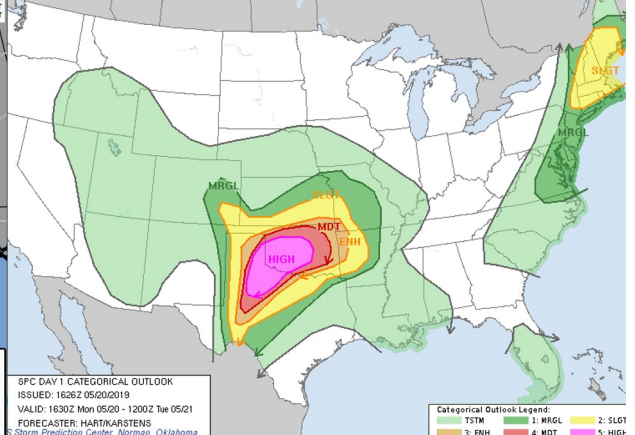 SLGT
MRGL
MRGL
SLGT
MDT
ENH
HIGH
SPC DAY 1 CATEGORICAL OUTLOOK
ISSUED: 1626Z 05/20/2019
VALID: 1630Z Mon 05/20 - 1200Z Tue 05/21
FORECASTER: HART/KARSTENS
S Storm Prediction Center, Norman, Oklahoma
Categorical Outlook Legend:
TSTM 1: MRGL 2: SLGT
3: ENH 4: MDT 5: HIGH